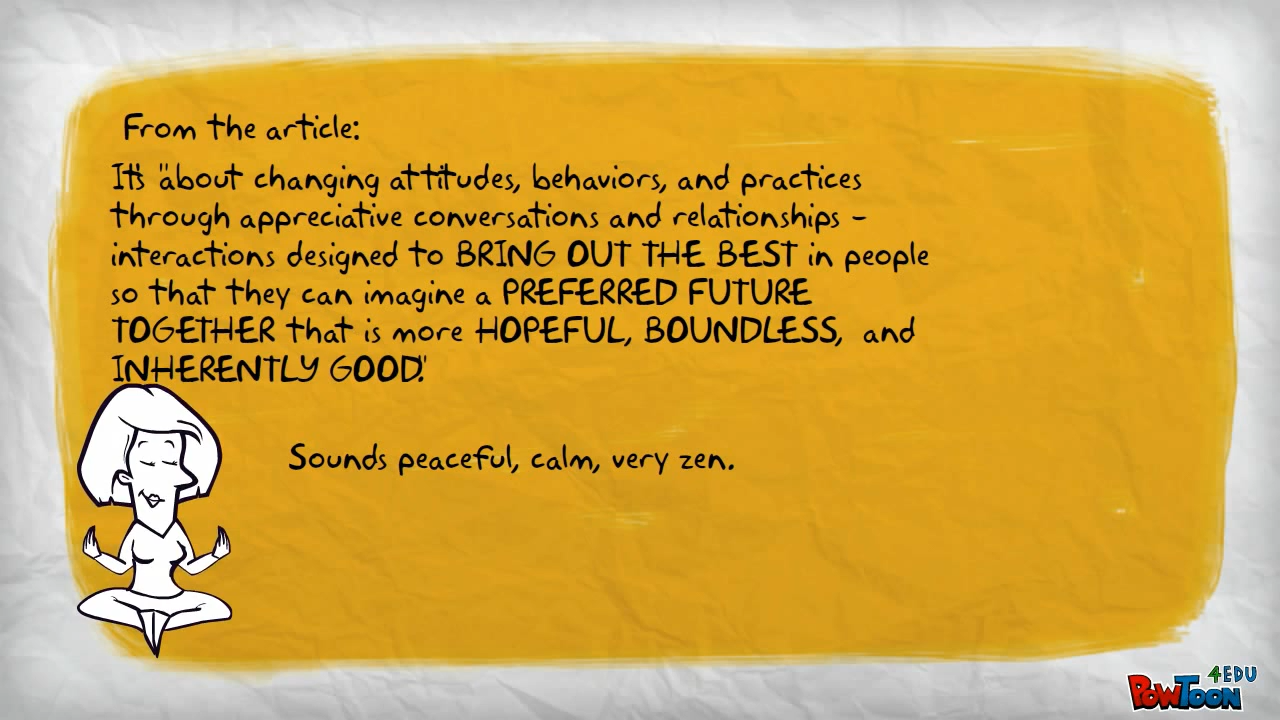 From the article:
It's "about changing attitudes, behaviors, and practices
through appreciative conversations and relationships -
interactions designed to BRING OUT THE BEST in people
so that they can imagine a PREFERRED FUTURE
TOGETHER that is more HOPEFUL, BOUNDLESS, and
INHERENTLY GOOD."
Sounds peaceful, calm, very zen.
4EDU
POWTOON